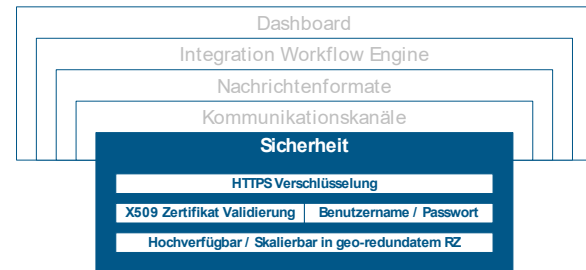 Dashboard
Integration Workflow Engine
Nachrichtenformate
Kommunikationskanäle
Sicherheit
HTTPS Verschlüsselung
X509 Zertifikat Validierung
Benutzername / Passwort
Hochverfügbar / Skalierbar in geo-redundatem RZ